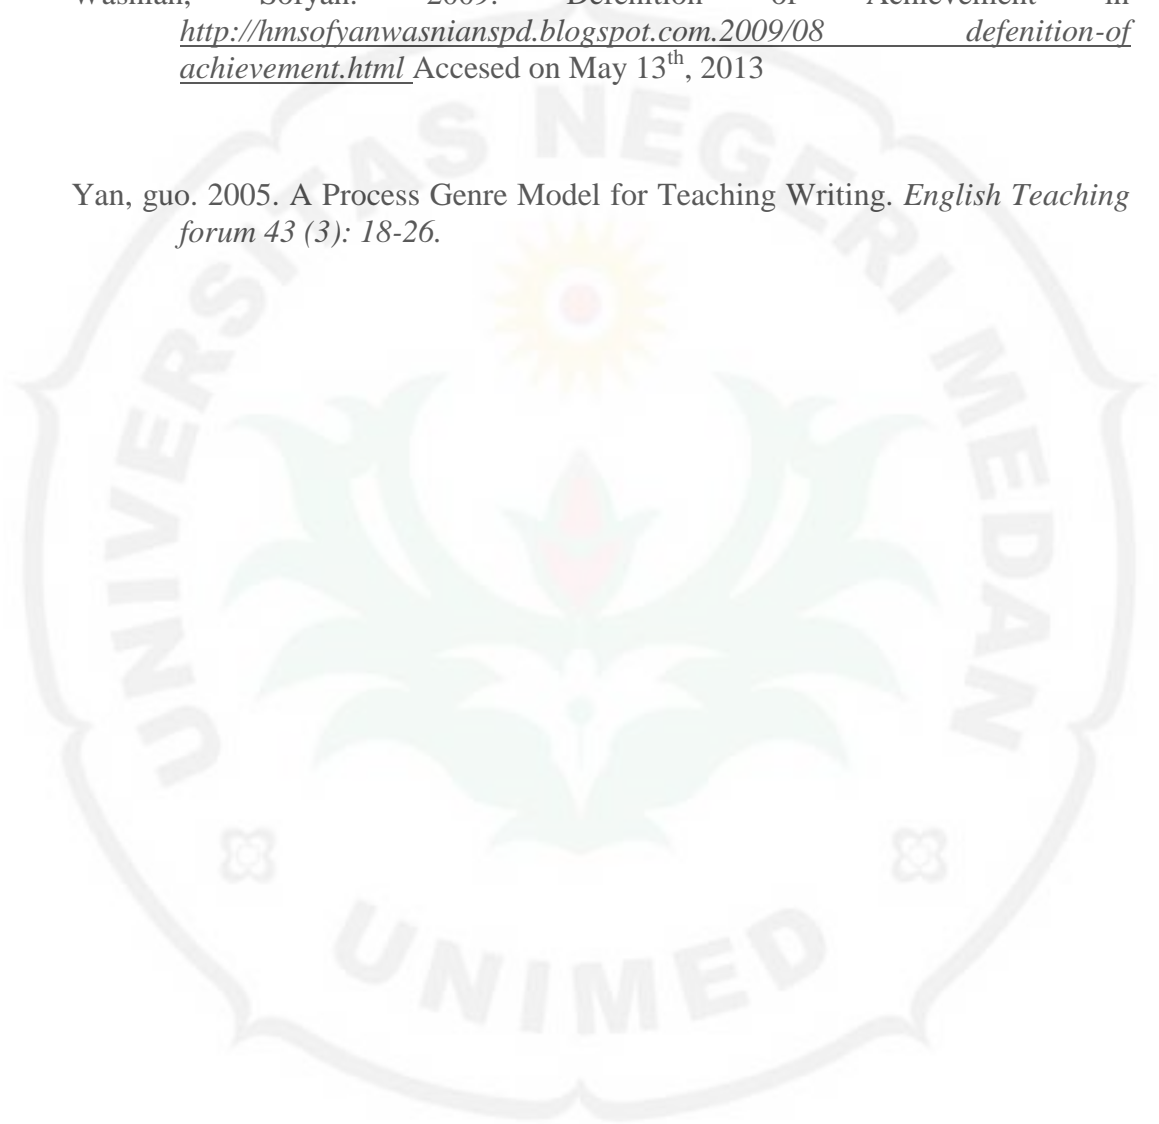 Wasnian, Sofyan. 2009. Defenition of Achievement in
http://hmsofyanwasnianspd.blogspot.com.2009/08 defenition-of
achievement.html Accesed on May 13th, 2013
Yan, guo. 2005. A Process Genre Model for Teaching Writing. English Teaching
forum 43 (3): 18-26.
UNIVERSITAS NEGERI MEDAN
UNIMED